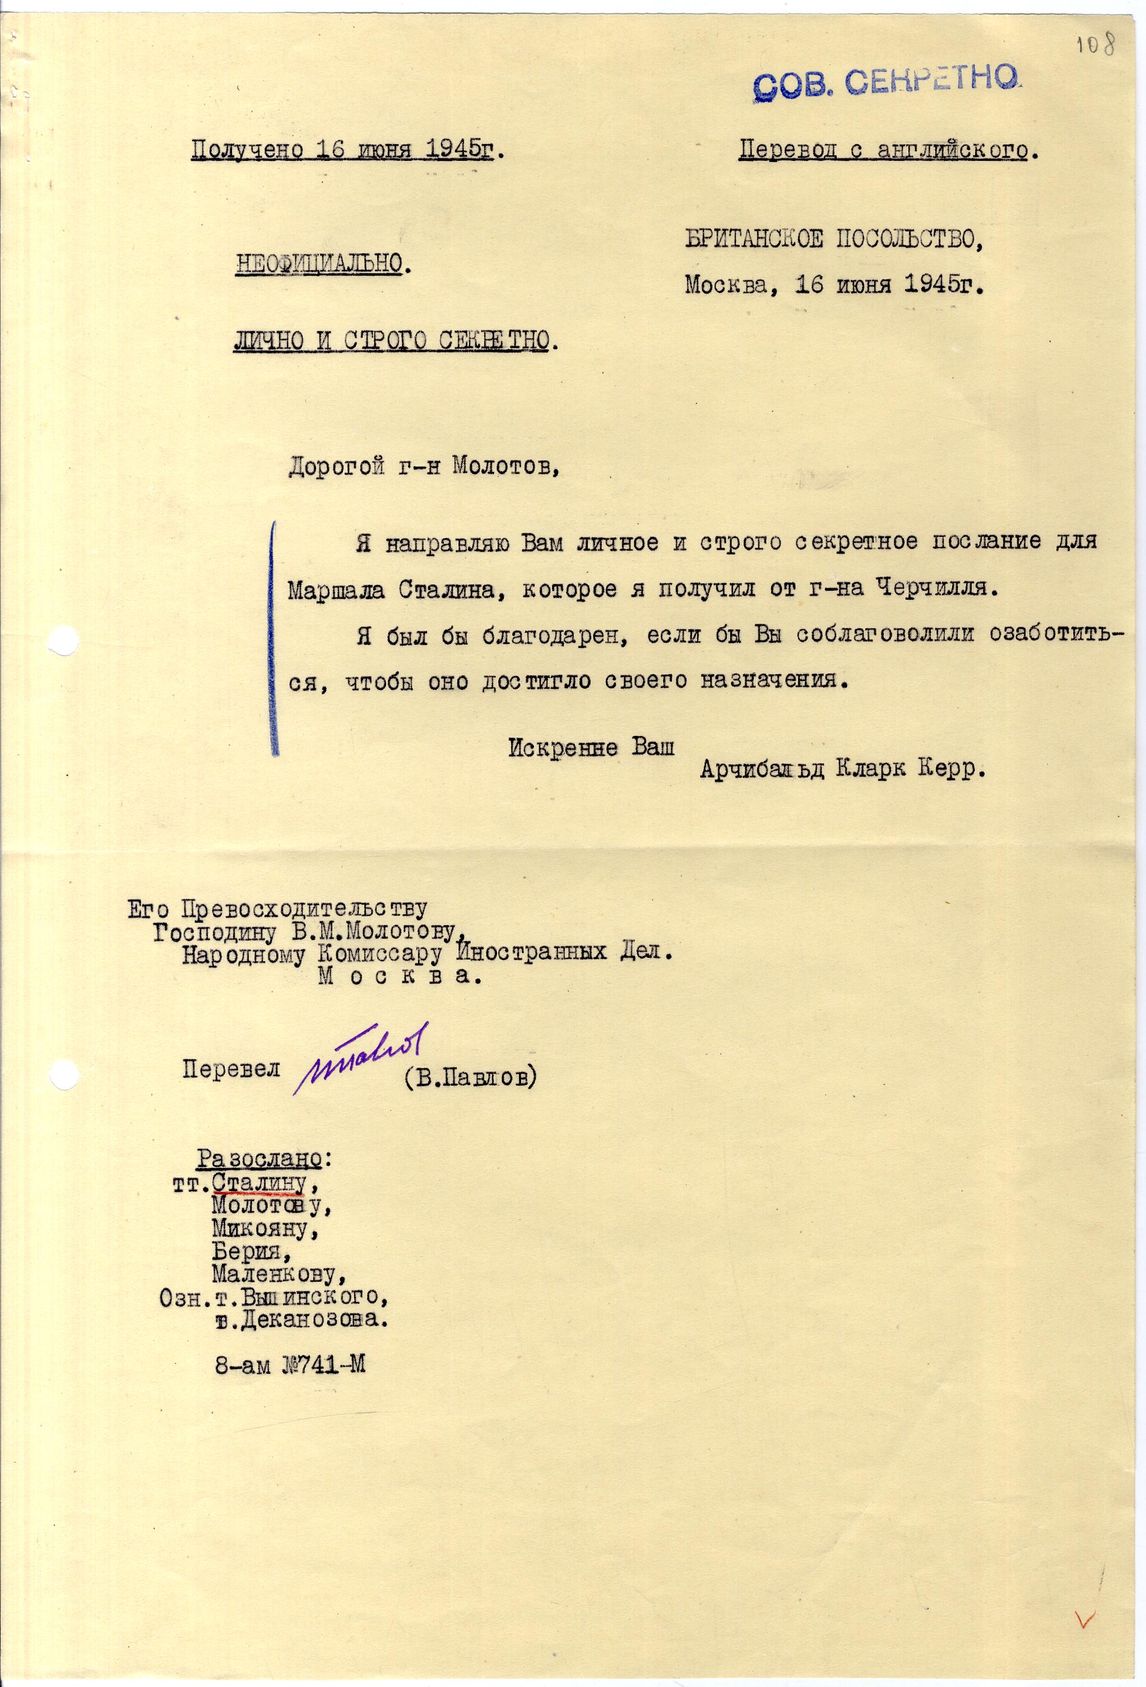 108
СОВ. СЕКРЕТНО
Получено 16 июня 1945г.
Перевод с английского.
БРИТАНСКОЕ ПОСОЛЬСТВО,
Москва, 16 июня 1945г.
НЕОФИЦИАЛЬНО.
ЛИЧНО И СТРОГО СЕКРЕТНО.
Дорогой г-н Молотов,
Я направляю Вам личное и строго секретное послание для
Маршала Сталина, которое я получил от г-на Черчилля.
Я был бы благодарен, если бы Вы соблаговолили озаботить-
ся, чтобы оно достигло своего назначения.
Искренне Ваш
Арчибальд Кларк Керр.
Его Превосходительству
Господину В.М.Молотову,
Народному Комиссару Иностранных Дел.
М о с к в а.
Перевел
(В.Павлов)
Разослано:
тт.Сталину,
Молотову,
Микояну,
Берия,
Маленкову,
Озн.т.Вышинского,
т.Деканозова.
8-ам №741-М